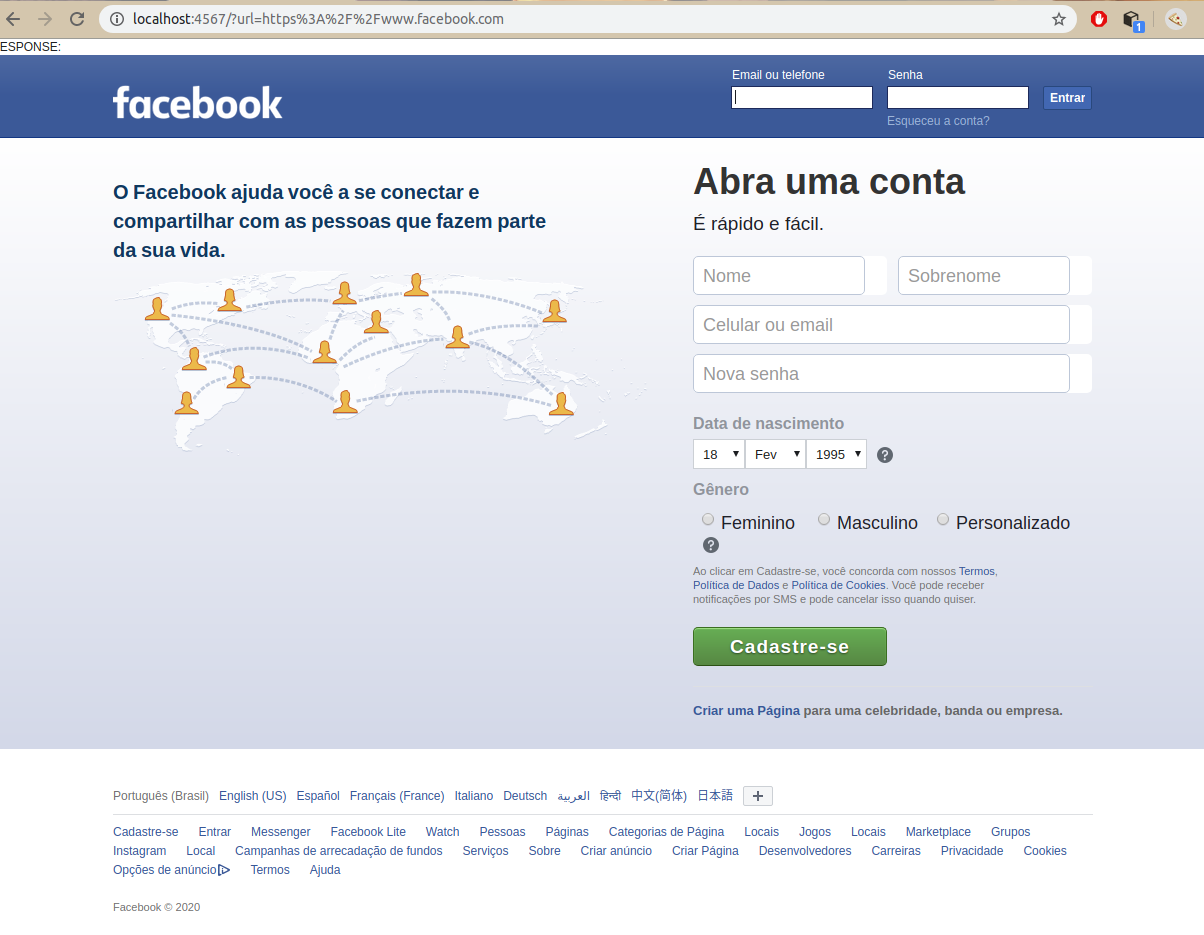 localhost:4567/?url=https%3A%2F%2Fwww.facebook.com
1
ESPONSE:
Email ou telefone Senha
facebook
Entrar
Esqueceu a conta?
O Facebook ajuda você a se conectar e
compartilhar com as pessoas que fazem parte
da sua vida.
Abra uma conta
É rápido e fácil.
Nome Sobrenome
Celular ou email
Nova senha
Data de nascimento
18 Fev 1995 ?
Gênero
Feminino Masculino Personalizado
?
Ao clicar em Cadastre-se, você concorda com nossos Termos,
Política de Dados e Política de Cookies. Você pode receber
notificações por SMS e pode cancelar isso quando quiser.
Cadastre-se
Criar uma Página para uma celebridade, banda ou empresa.
Português (Brasil) English (US) Español Français (France) Italiano Deutsch العربية हिन्दी 中文(简体) 日本語 +
Cadastre-se Entrar Messenger Facebook Lite Watch Pessoas Páginas Categorias de Página Locais Jogos Locais Marketplace Grupos
Instagram Local Campanhas de arrecadação de fundos Serviços Sobre Criar anúncio Criar Página Desenvolvedores Carreiras Privacidade Cookies
Opções de anúncio Termos Ajuda
Facebook © 2020